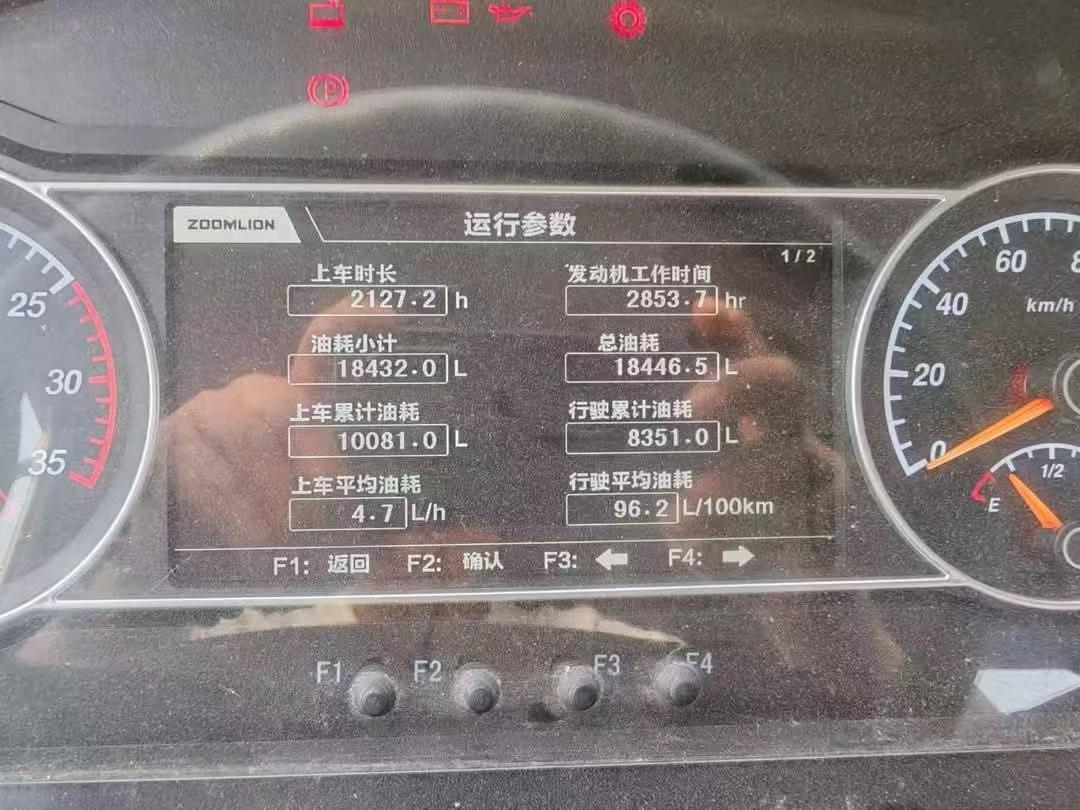 ZOOMLION 运行参数
1/2
上车时长 发动机工作时间
2127.2 h 2853.7 hr
油耗小计 总油耗
18432.0 L 18446.5 L
上车累计油耗 行驶累计油耗
10081.0 L 8351.0 L
上车平均油耗 行驶平均油耗
4.7 L/h 96.2 L/100km
F1: 返回 F2: 确认 F3: F4:
F1 F2 F3 F4
25
30
35
60
40
km/h
20
0
1/2
E
P